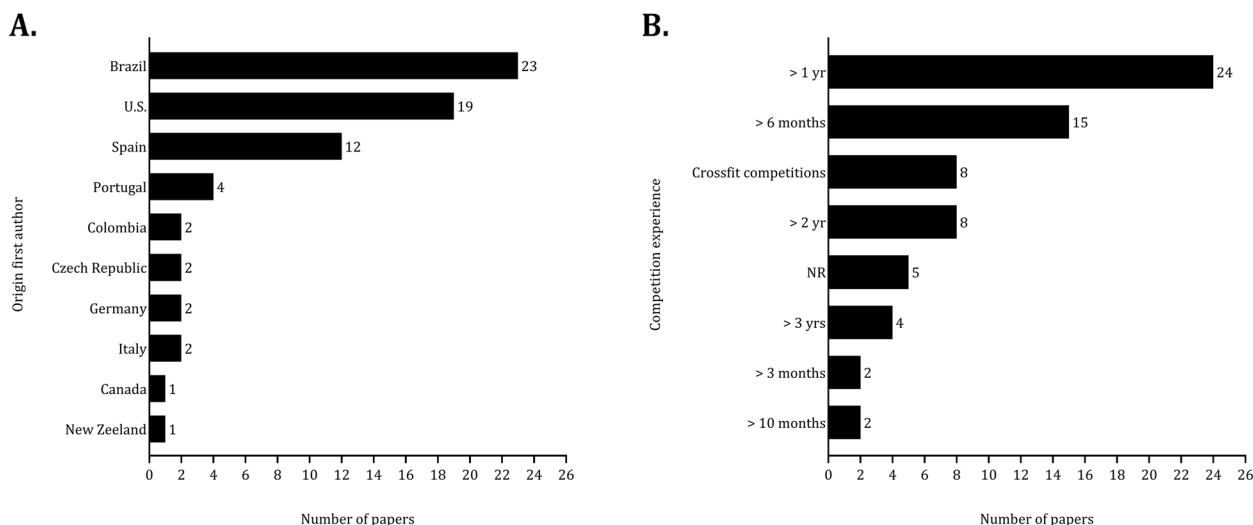 A.
Origin first author
Brazil 23
U.S. 19
Spain 12
Portugal 4
Colombia 2
Czech Republic 2
Germany 2
Italy 2
Canada 1
New Zeeland 1
0 2 4 6 8 10 12 14 16 18 20 22 24 26
Number of papers
B.
Competition experience
> 1 yr 24
> 6 months 15
Crossfit competitions 8
> 2 yr 8
NR 5
> 3 yrs 4
> 3 months 2
> 10 months 2
0 2 4 6 8 10 12 14 16 18 20 22 24 26
Number of papers